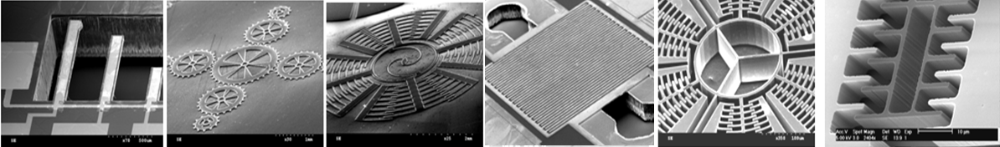 SE x70 500um
SE x30 1mm
SE x25 2mm
SE
SE x350 100um
Acc.V Spot Magn Det WD Exp
5.00 kV 3.0 2404x SE 13.9 1
10 µm